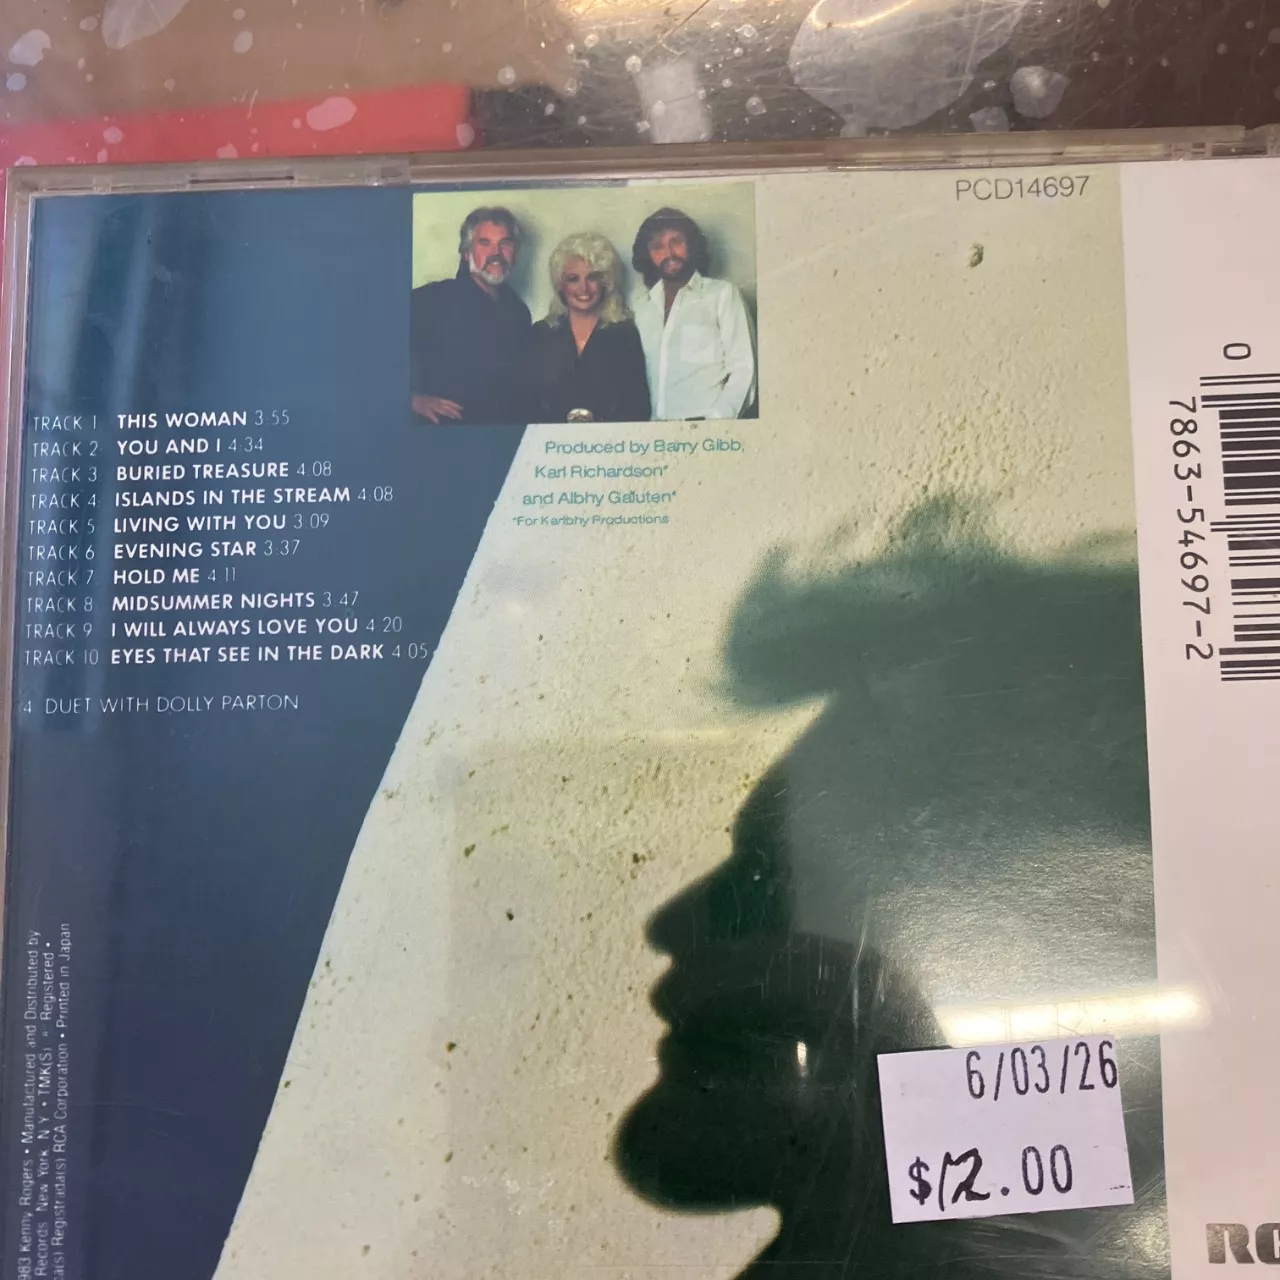 PCD14697
TRACK 1 THIS WOMAN 3:55
TRACK 2 YOU AND I 4:34
TRACK 3 BURIED TREASURE 4:08
TRACK 4 ISLANDS IN THE STREAM 4:08
TRACK 5 LIVING WITH YOU 3:09
TRACK 6 EVENING STAR 3:37
TRACK 7 HOLD ME 4:11
TRACK 8 MIDSUMMER NIGHTS 3:47
TRACK 9 I WILL ALWAYS LOVE YOU 4:20
TRACK 10 EYES THAT SEE IN THE DARK 4:05
4 DUET WITH DOLLY PARTON
Produced by Barry Gibb,
Karl Richardson*
and Albhy Galuten*
*For Karlbhy Productions
0 7863-54697-2
983 Kenny Rogers • Manufactured and Distributed by
Records New York N Y • TMK(S) ® Registered •
Registrada(s) RCA Corporation • Printed in Japan
6/03/26
$12.00
RC